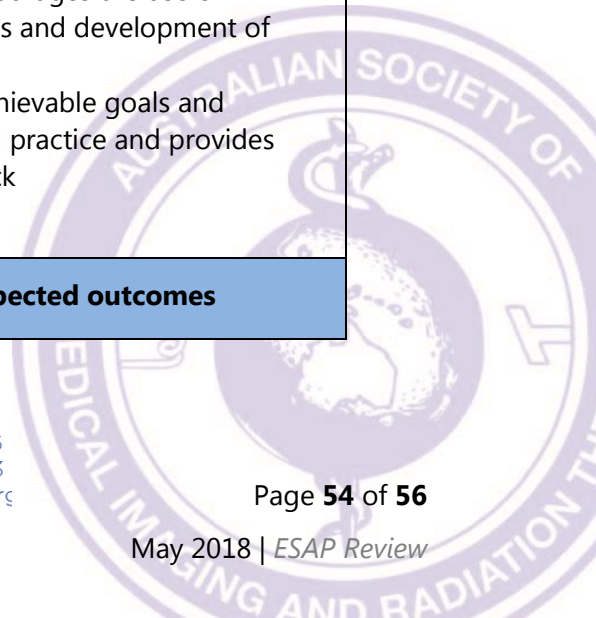 s and development of
hievable goals and
practice and provides
pected outcomes
Page 54 of 56
May 2018 | ESAP Review
AUSTRALIAN SOCIETY OF
MEDICAL IMAGING AND RADIATION THE